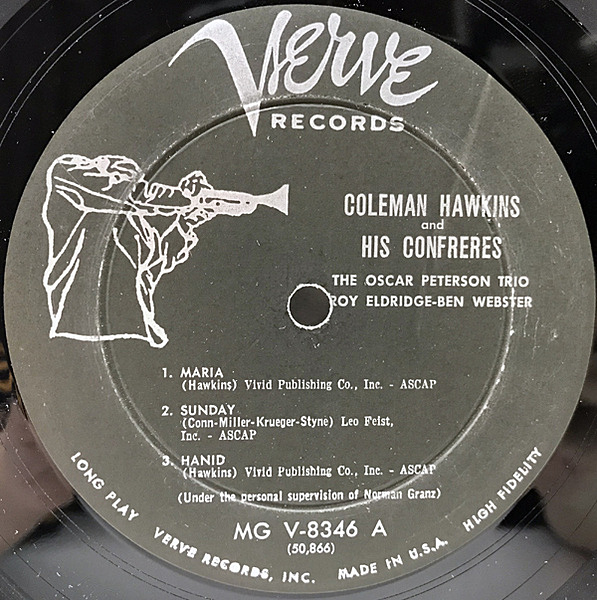 Verve
RECORDS
COLEMAN HAWKINS
and
HIS CONFRERES
THE OSCAR PETERSON TRIO
ROY ELDRIDGE-BEN WEBSTER
1. MARIA
(Hawkins) Vivid Publishing Co., Inc. - ASCAP
2. SUNDAY
(Conn-Miller-Krueger-Styne) Leo Feist,
Inc. - ASCAP
3. HANID
(Hawkins) Vivid Publishing Co., Inc. - ASCAP
(Under the personal supervision of Norman Granz)
MG V-8346 A
(50,866)
LONG PLAY VERVE RECORDS, INC. MADE IN U.S.A. HIGH FIDELITY